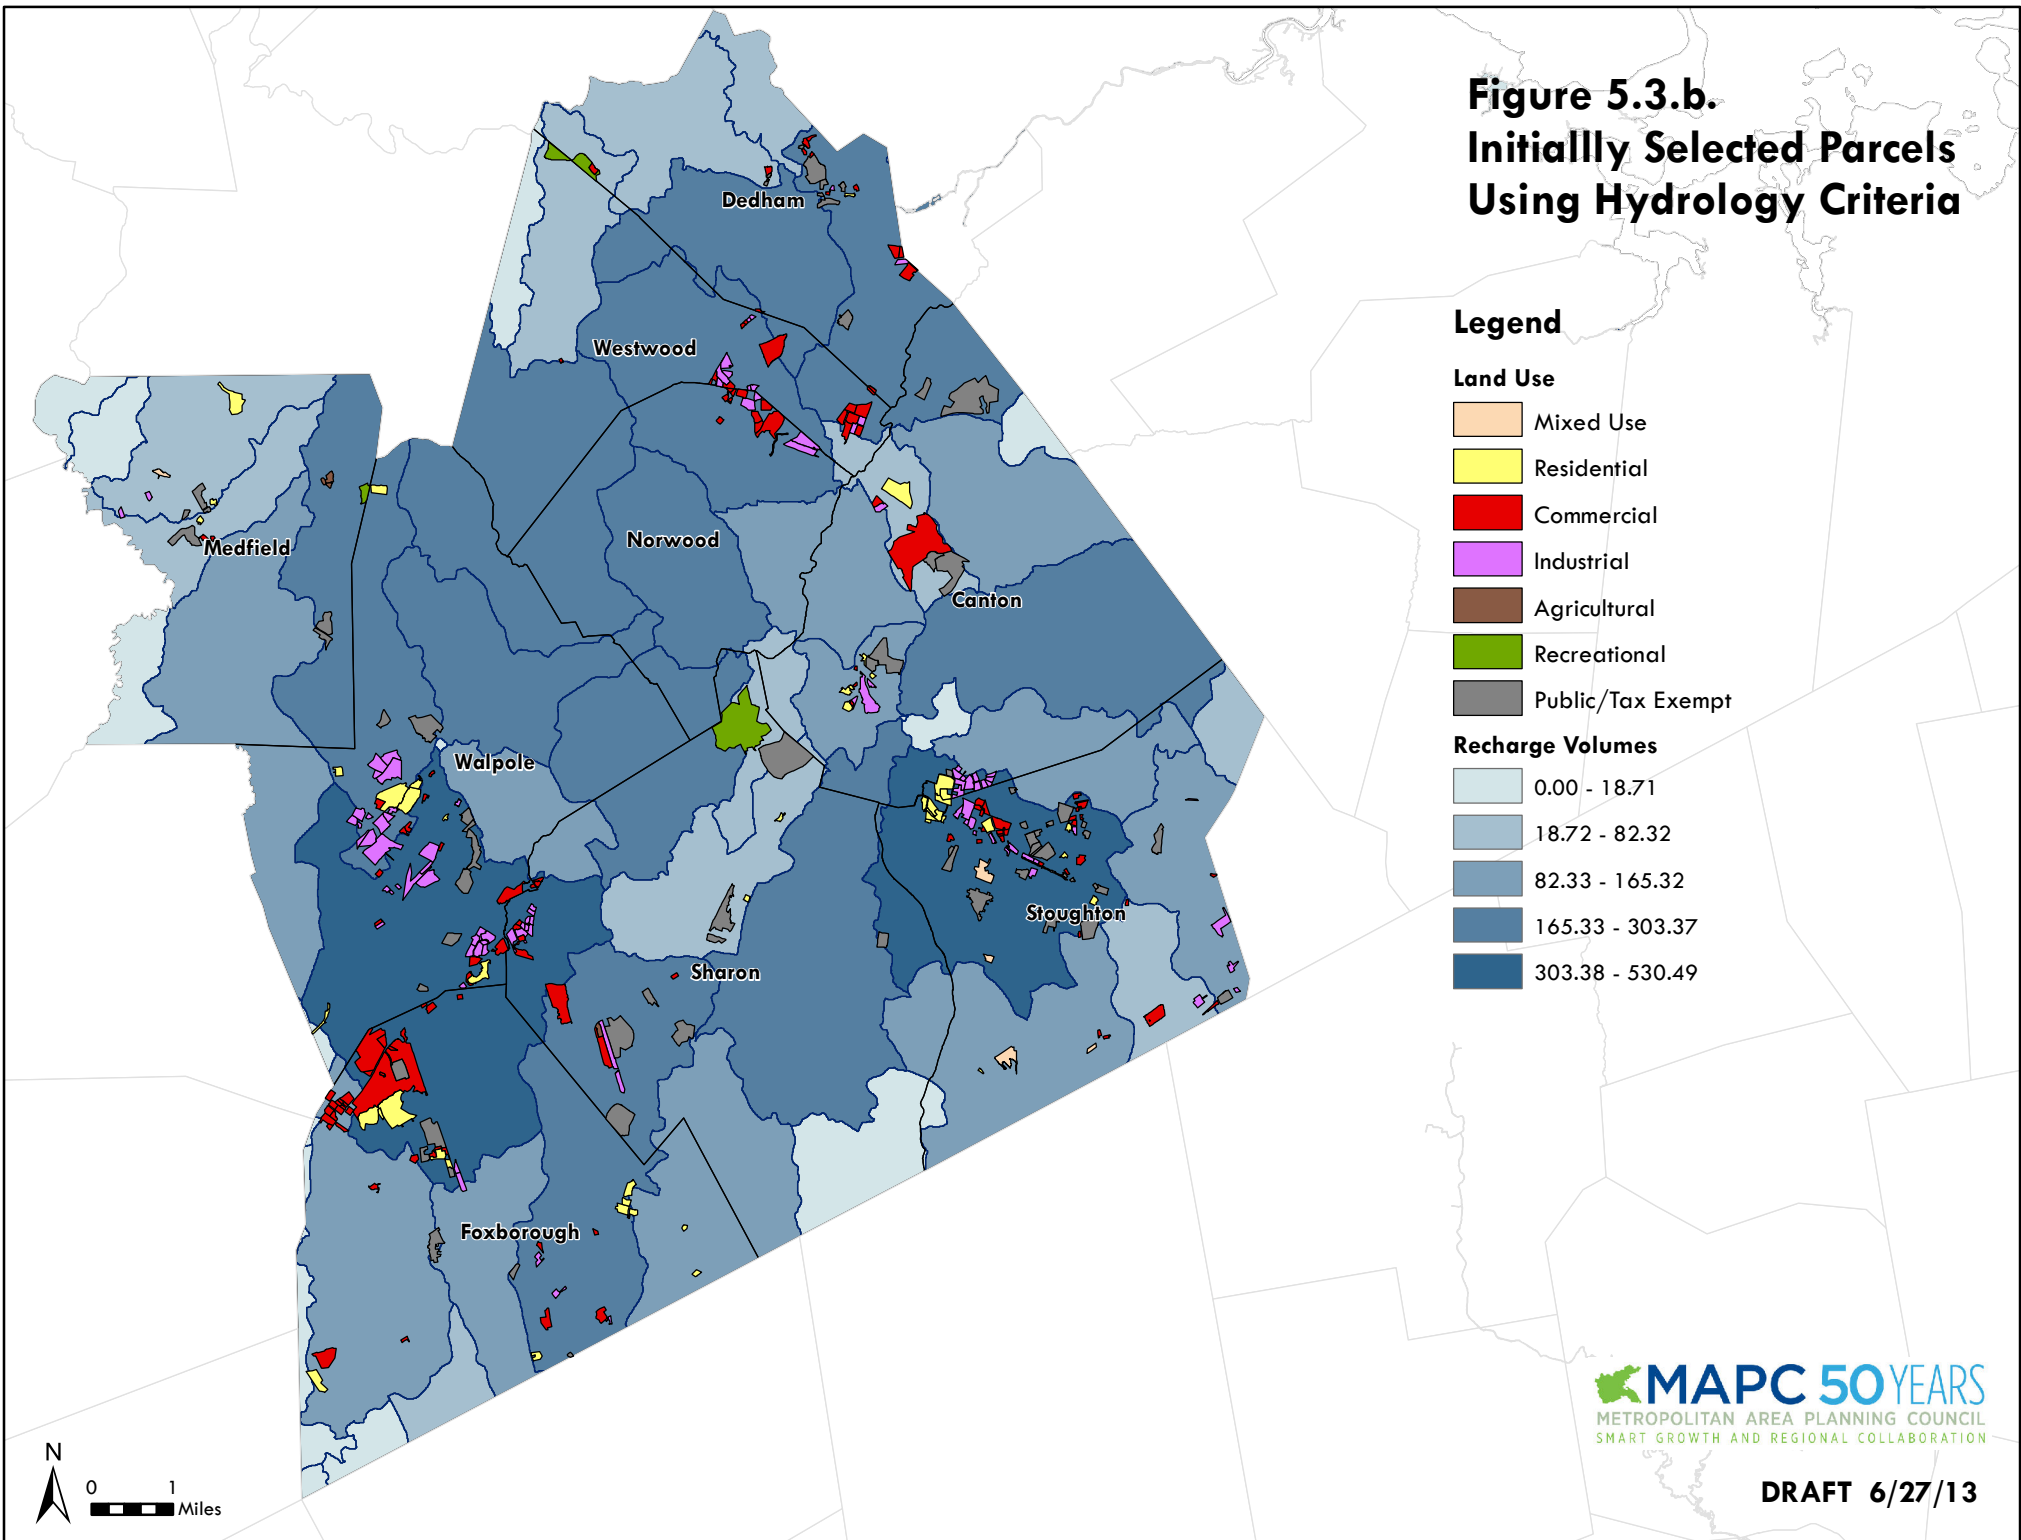 Figure 5.3.b.
Initiallly Selected Parcels
Using Hydrology Criteria
Dedham
Westwood
Norwood
Medfield
Canton
Walpole
Stoughton
Sharon
Foxborough
Legend
Land Use
Mixed Use
Residential
Commercial
Industrial
Agricultural
Recreational
Public/Tax Exempt
Recharge Volumes
0.00 - 18.71
18.72 - 82.32
82.33 - 165.32
165.33 - 303.37
303.38 - 530.49
N
0 1
Miles
MAPC 50 YEARS
METROPOLITAN AREA PLANNING COUNCIL
SMART GROWTH AND REGIONAL COLLABORATION
DRAFT 6/27/13